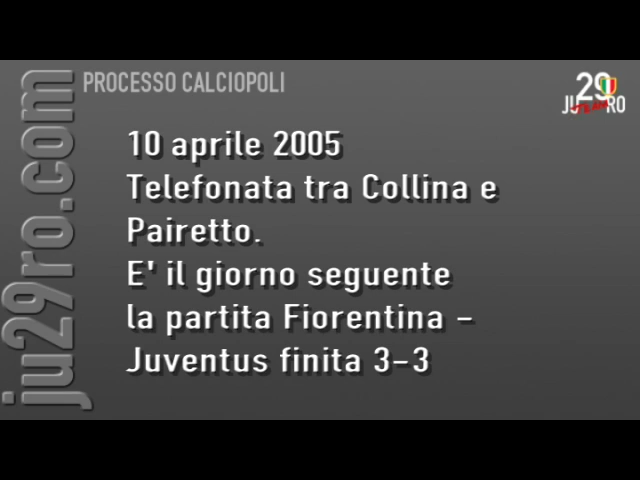 PROCESSO CALCIOPOLI
29
JU TEAM RO
ju29ro.com
10 aprile 2005
Telefonata tra Collina e
Pairetto.
E' il giorno seguente
la partita Fiorentina -
Juventus finita 3-3